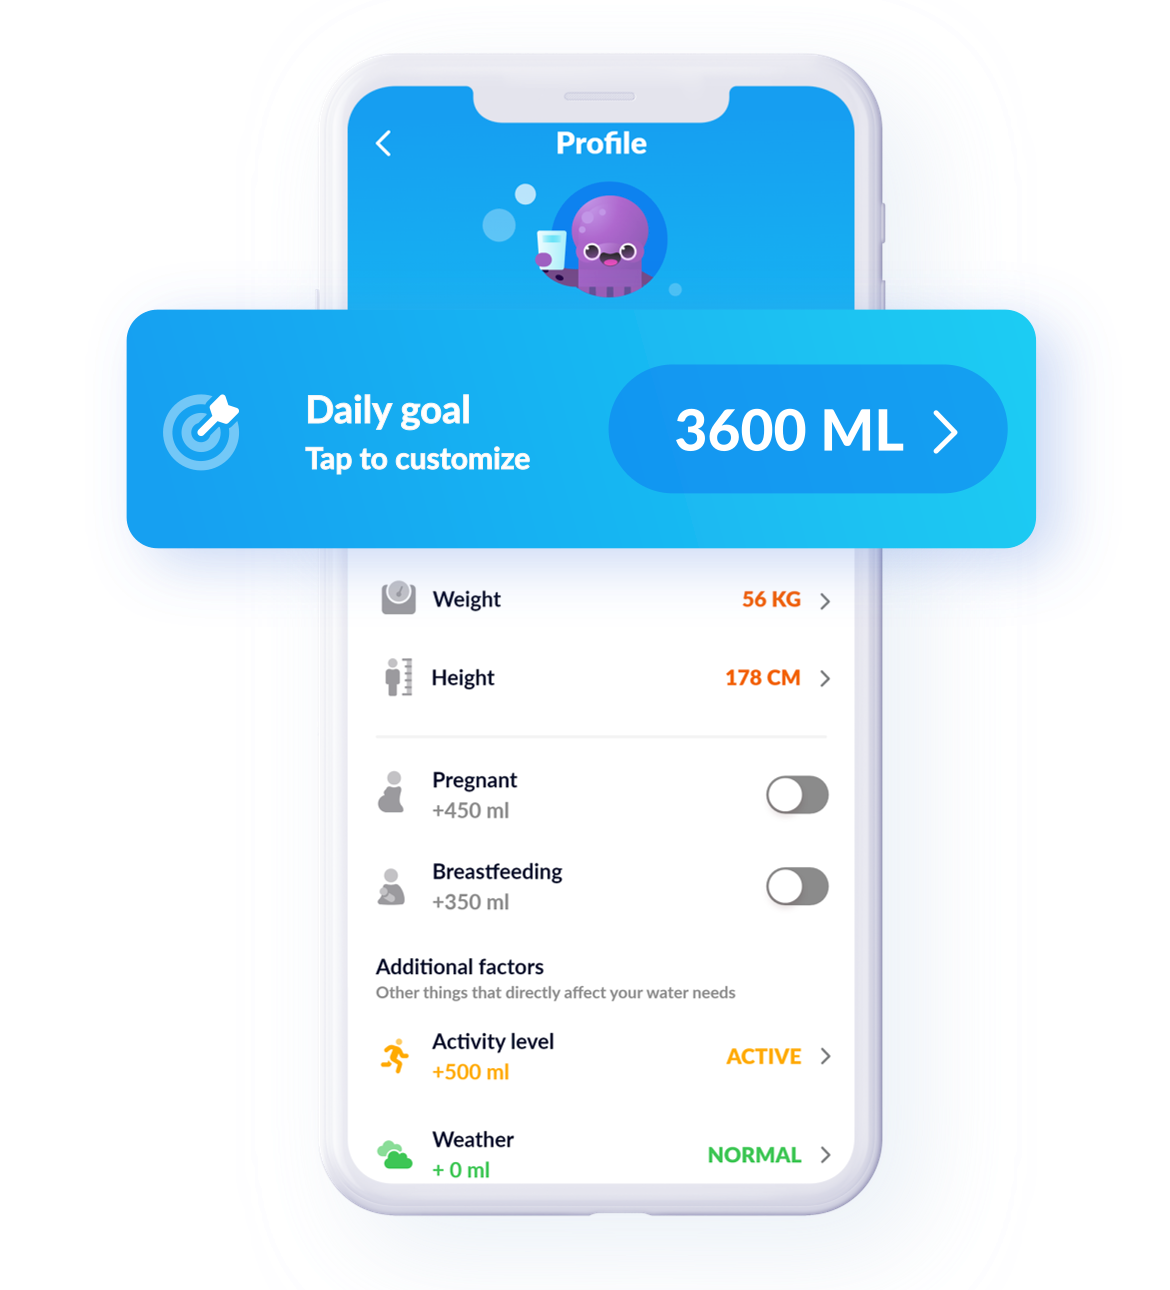 Profile
Daily goal
Tap to customize
3600 ML
Weight
56 KG
Height
178 CM
Pregnant
+450 ml
Breastfeeding
+350 ml
Additional factors
Other things that directly affect your water needs
Activity level
+500 ml
ACTIVE
Weather
+ 0 ml
NORMAL